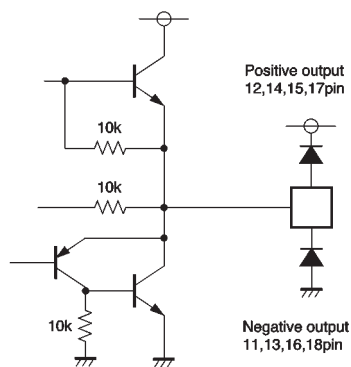 Positive output
12,14,15,17pin
10k
10k
10k
Negative output
11,13,16,18pin